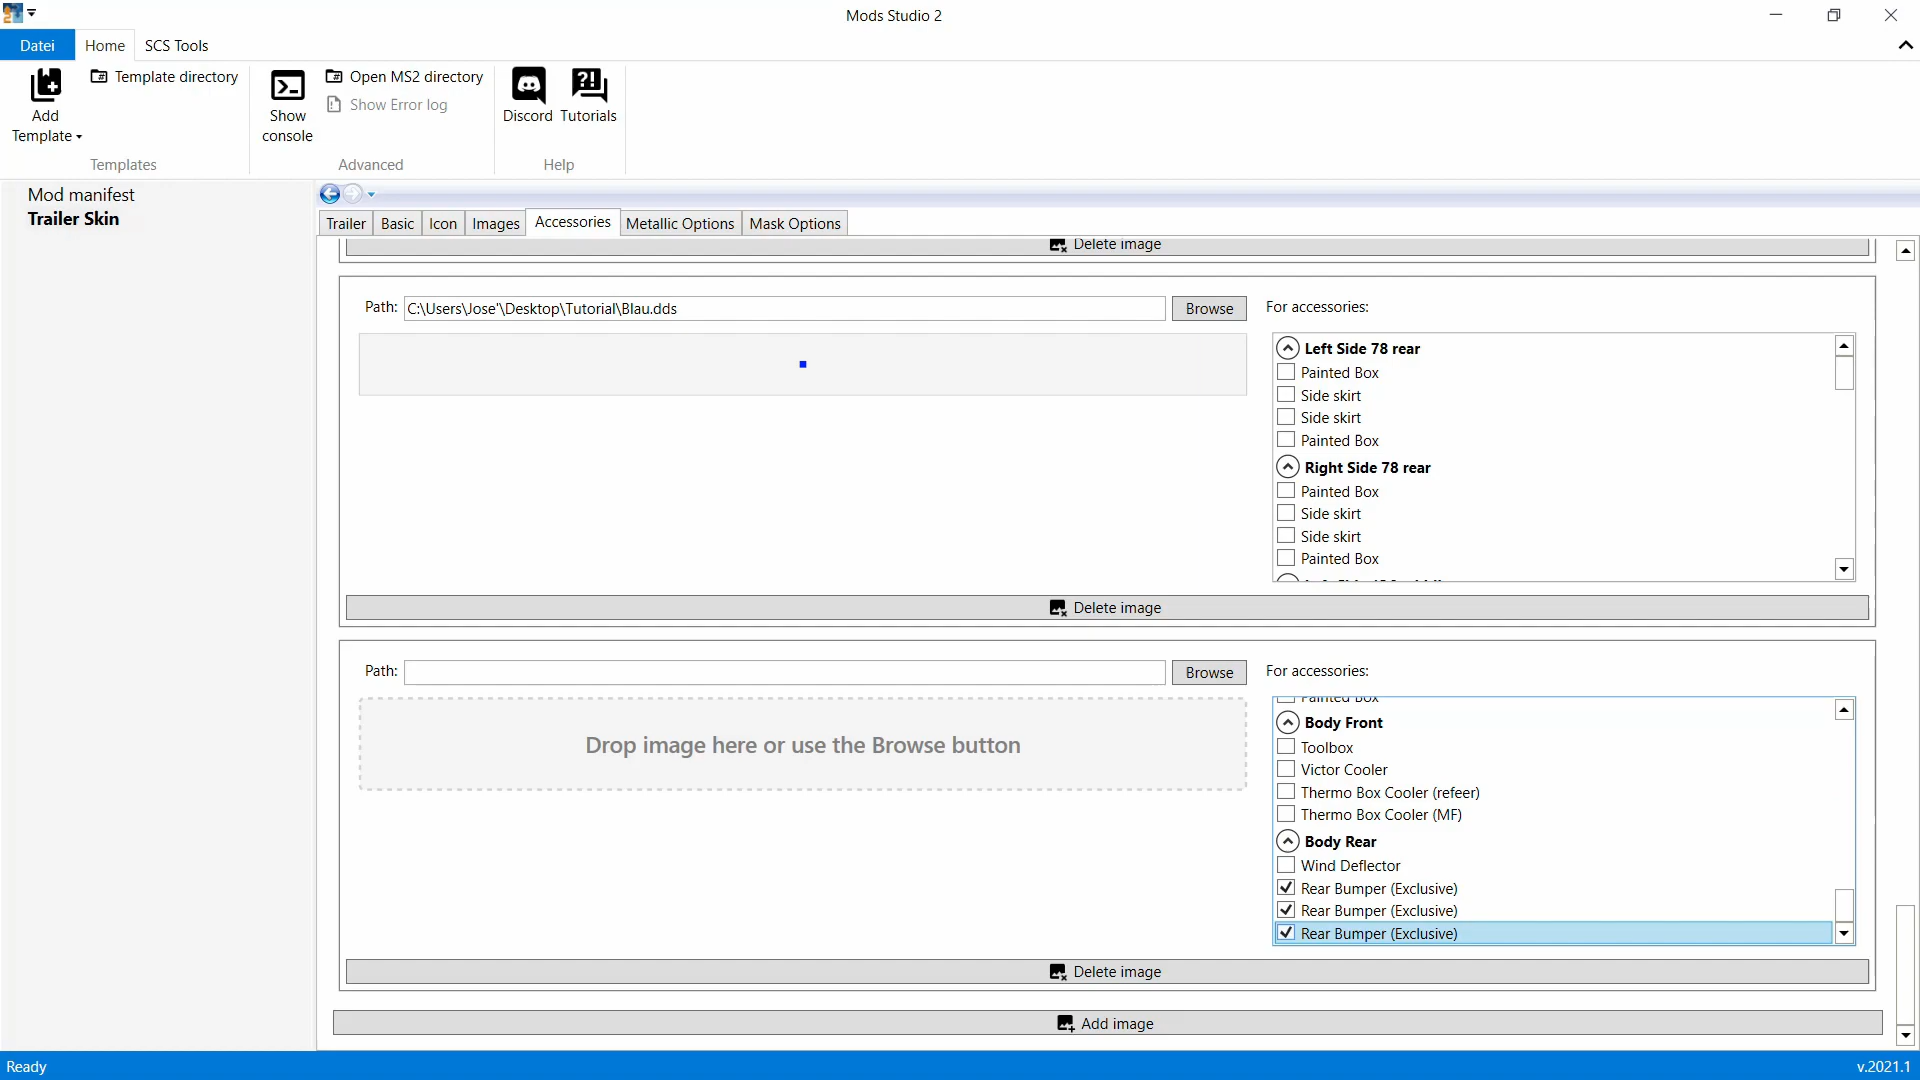 Mods Studio 2
Datei Home SCS Tools
Add Template
Template directory
Templates
Show console
Open MS2 directory
Show Error log
Advanced
Discord Tutorials
Help
Mod manifest
Trailer Skin
Trailer Basic Icon Images Accessories Metallic Options Mask Options
Delete image
Path: C:\Users\Jose'\Desktop\Tutorial\Blau.dds Browse For accessories:
Left Side 78 rear
Painted Box
Side skirt
Side skirt
Painted Box
Right Side 78 rear
Painted Box
Side skirt
Side skirt
Painted Box
Delete image
Path: Browse For accessories:
Drop image here or use the Browse button
Painted Box
Body Front
Toolbox
Victor Cooler
Thermo Box Cooler (refeer)
Thermo Box Cooler (MF)
Body Rear
Wind Deflector
Rear Bumper (Exclusive)
Rear Bumper (Exclusive)
Rear Bumper (Exclusive)
Delete image
Add image
Ready v.2021.1